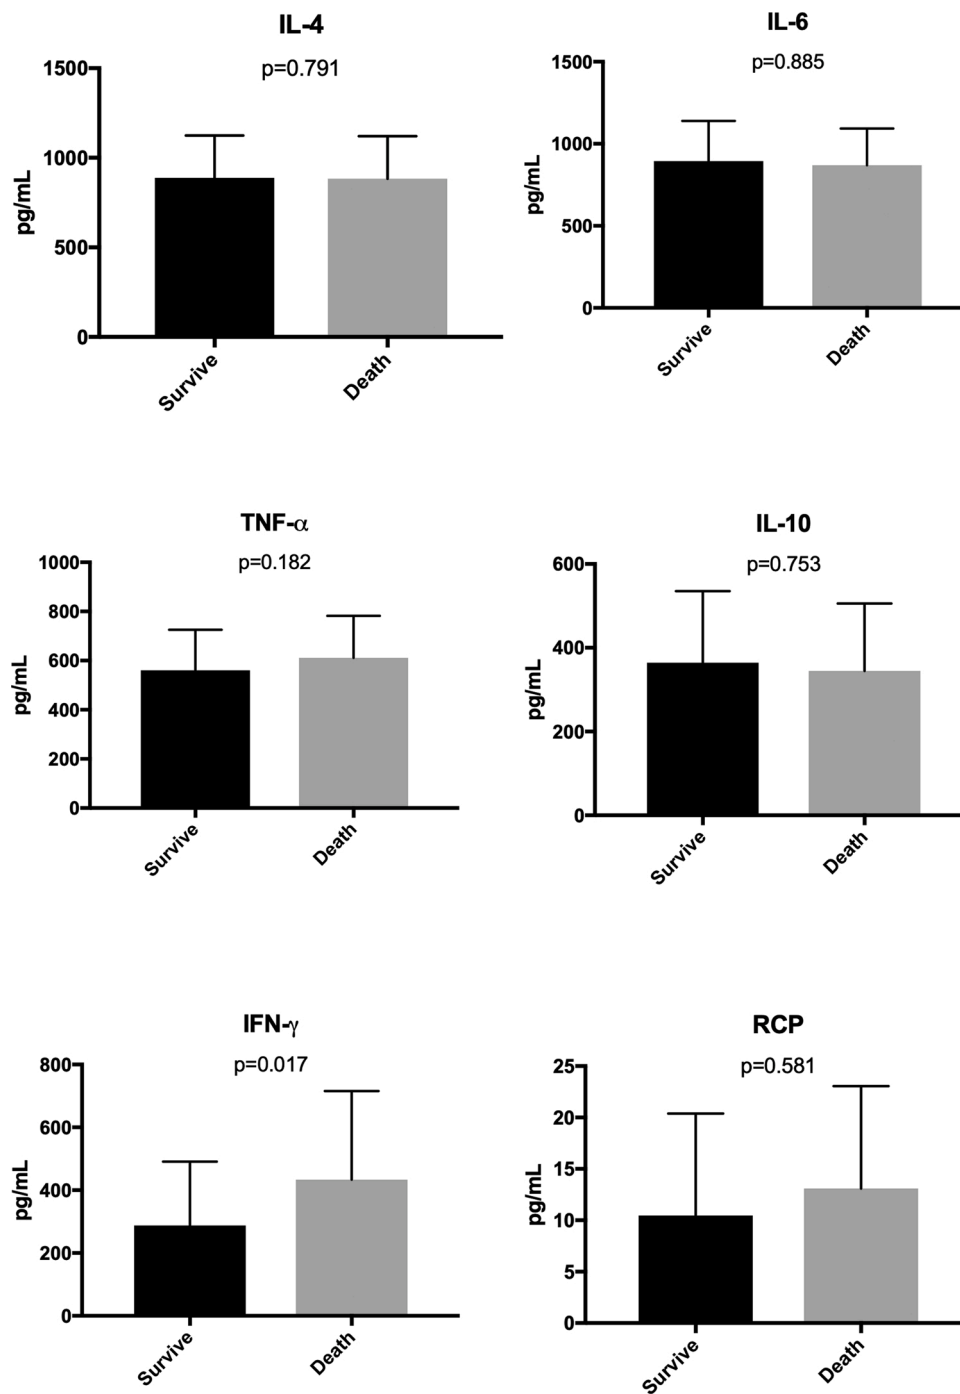 IL-4
p=0.791
1500
1000
500
0
pg/mL
Survive
Death
IL-6
p=0.885
1500
1000
500
0
pg/mL
Survive
Death
TNF-α
p=0.182
1000
800
600
400
200
0
pg/mL
Survive
Death
IL-10
p=0.753
600
400
200
0
pg/mL
Survive
Death
IFN-γ
p=0.017
800
600
400
200
0
pg/mL
Survive
Death
RCP
p=0.581
25
20
15
10
5
0
pg/mL
Survive
Death